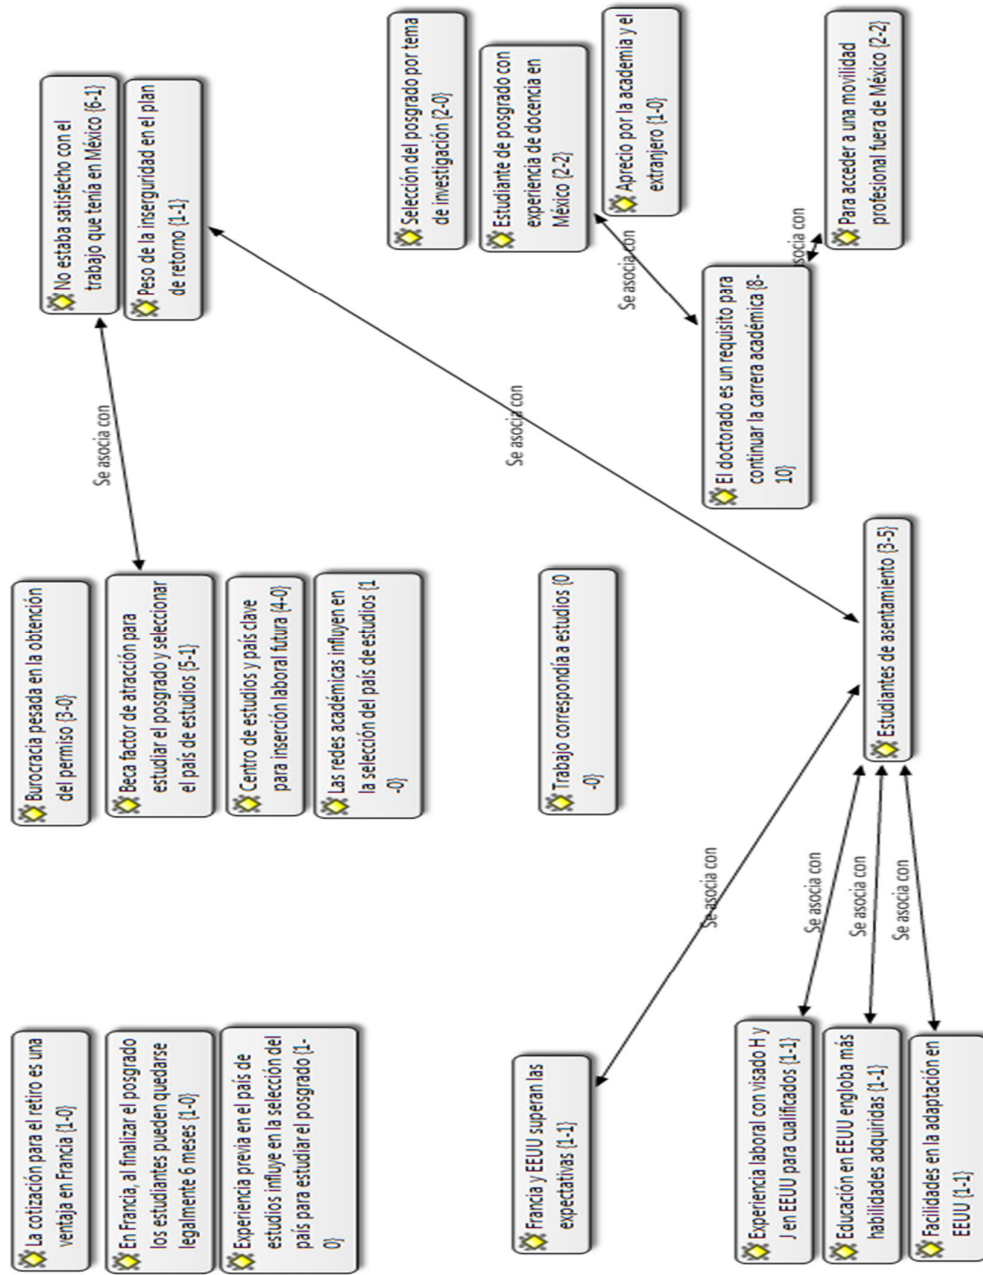 La cotización para el retiro es una
ventaja en Francia {1-0}
En Francia, al finalizar el posgrado
los estudiantes pueden quedarse
legalmente 6 meses {1-0}
Experiencia previa en el país de
estudios influye en la selección del
país para estudiar el posgrado {1-
0}
Burocracia pesada en la obtención
del permiso {3-0}
Beca factor de atracción para
estudiar el posgrado y seleccionar
el país de estudios {5-1}
Centro de estudios y país clave
para inserción laboral futura {4-0}
Las redes académicas influyen en
la selección del país de estudios {1
-0}
Se asocia con
No estaba satisfecho con el
trabajo que tenía en México {6-1}
Peso de la inserguridad en el plan
de retorno {1-1}
Francia y EEUU superan las
expectativas {1-1}
Se asocia con
Trabajo correspondía a estudios {0
-0}
Se asocia con
Selección del posgrado por tema
de investigación {2-0}
Estudiante de posgrado con
experiencia de docencia en
México {2-2}
Aprecio por la academia y el
extranjero {1-0}
Se asocia con
El doctorado es un requisito para
continuar la carrera académica {8-
10}
socia con
Para acceder a una movilidad
profesional fuera de México {2-2}
Experiencia laboral con visado H y
J en EEUU para cualificados {1-1}
Educación en EEUU engloba más
habilidades adquiridas {1-1}
Facilidades en la adaptación en
EEUU {1-1}
Se asocia con
Se asocia con
Se asocia con
Estudiantes de asentamiento {3-5}